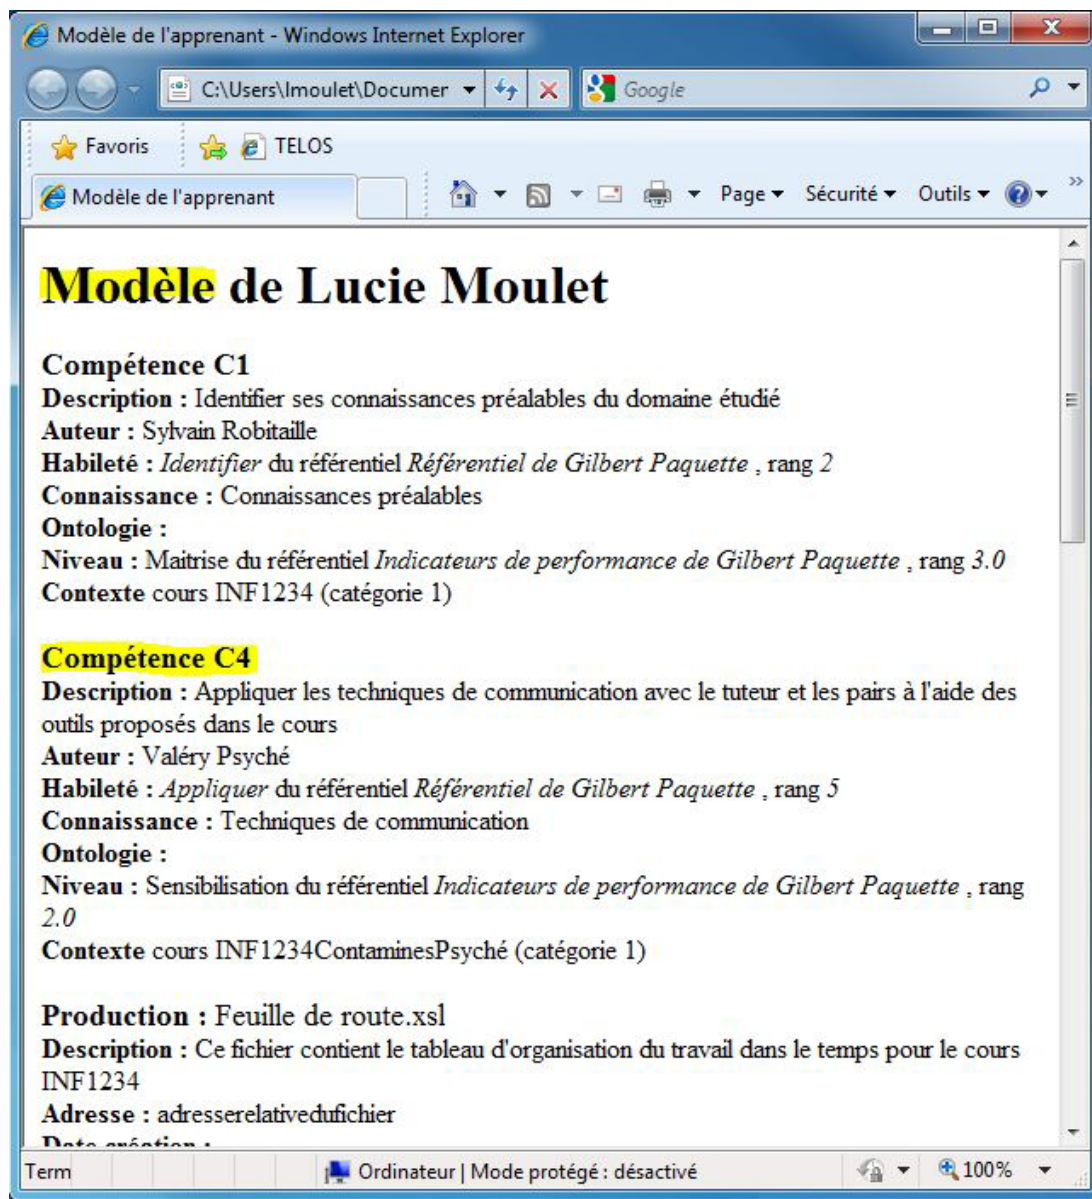 Modèle de l'apprenant - Windows Internet Explorer
C:\Users\lmoulet\Documer
Google
Favoris
TELOS
Modèle de l'apprenant
Page
Sécurité
Outils
Modèle de Lucie Moulet
Compétence C1
Description : Identifier ses connaissances préalables du domaine étudié
Auteur : Sylvain Robitaille
Habileté : Identifier du référentiel Référentiel de Gilbert Paquette , rang 2
Connaissance : Connaissances préalables
Ontologie :
Niveau : Maitrise du référentiel Indicateurs de performance de Gilbert Paquette , rang 3.0
Contexte cours INF1234 (catégorie 1)
Compétence C4
Description : Appliquer les techniques de communication avec le tuteur et les pairs à l'aide des
outils proposés dans le cours
Auteur : Valéry Psyché
Habileté : Appliquer du référentiel Référentiel de Gilbert Paquette , rang 5
Connaissance : Techniques de communication
Ontologie :
Niveau : Sensibilisation du référentiel Indicateurs de performance de Gilbert Paquette , rang
2.0
Contexte cours INF1234ContaminesPsyché (catégorie 1)
Production : Feuille de route.xsl
Description : Ce fichier contient le tableau d'organisation du travail dans le temps pour le cours
INF1234
Adresse : adresserelativedufichier
Date création :
Term
Ordinateur | Mode protégé : désactivé
100%